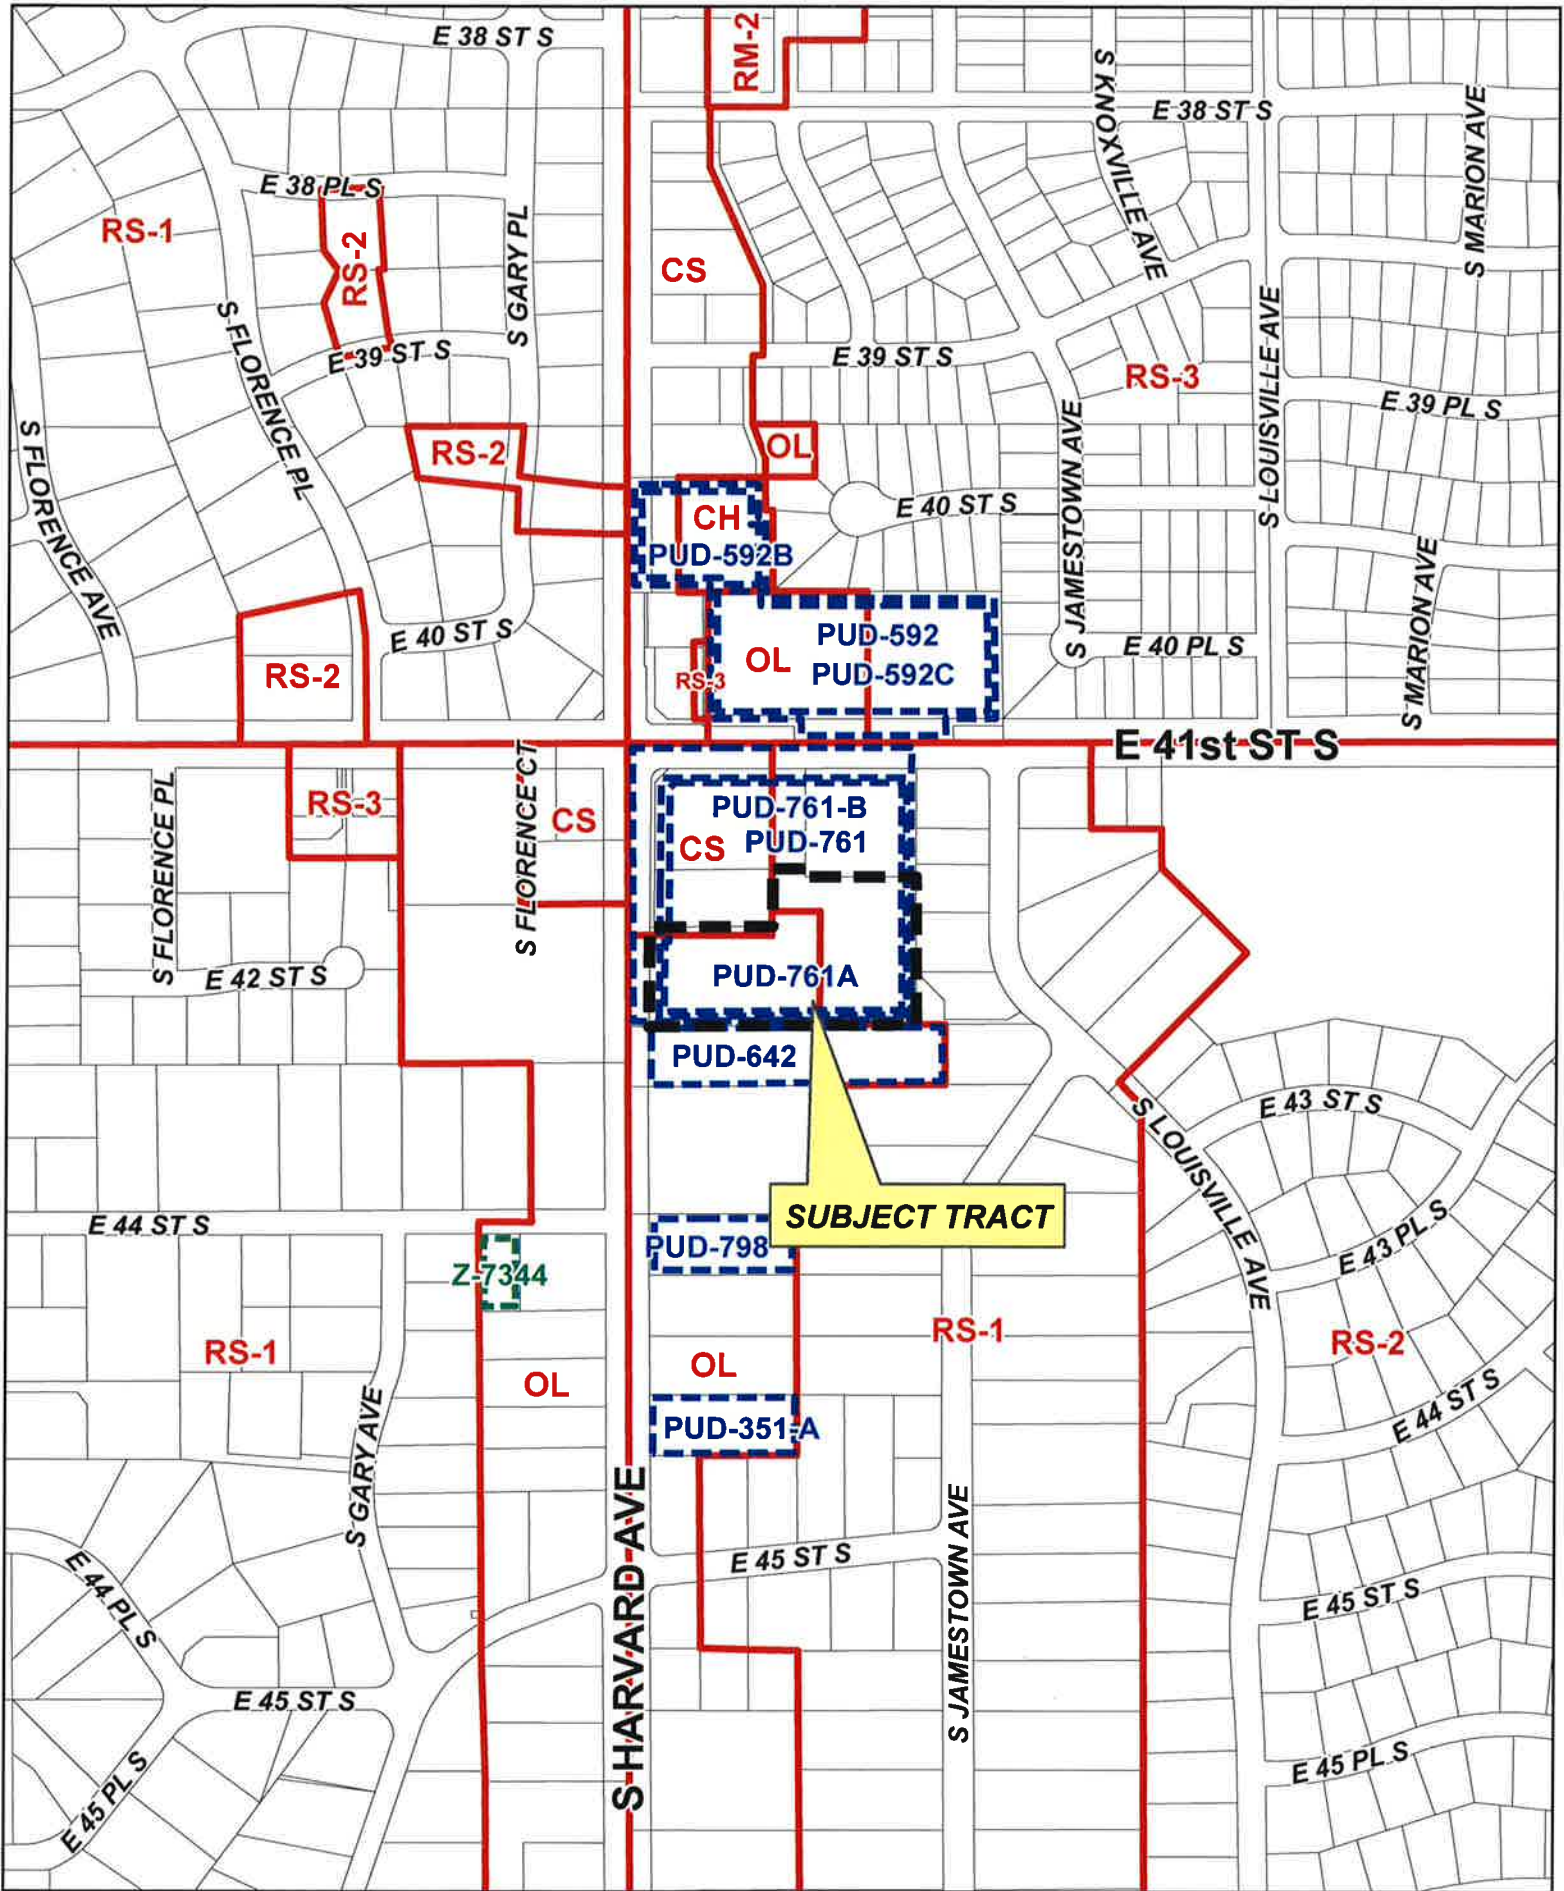 E 38 ST S
RM-2
S KNOXVILLE AVE
E 38 ST S
S MARION AVE
E 38 PL S
RS-1
RS-2
S GARY PL
CS
S FLORENCE PL
E 39 ST S
E 39 ST S
RS-3
S LOUISVILLE AVE
E 39 PL S
S FLORENCE AVE
RS-2
OL
S JAMESTOWN AVE
CH
PUD-592B
E 40 ST S
S MARION AVE
E 40 ST S
PUD-592
OL
PUD-592C
RS-3
E 40 PL S
RS-2
E 41st ST S
S FLORENCE PL
RS-3
S FLORENCE CT
CS
PUD-761-B
CS
PUD-761
E 42 ST S
PUD-761A
PUD-642
E 43 ST S
S LOUISVILLE AVE
SUBJECT TRACT
E 44 ST S
PUD-798
E 43 PL S
Z-7344
RS-1
RS-1
RS-2
OL
OL
E 44 ST S
PUD-351-A
S GARY AVE
S HARVARD AVE
E 45 ST S
S JAMESTOWN AVE
E 44 PL S
E 45 ST S
E 45 ST S
E 45 PL S
E 45 PL S